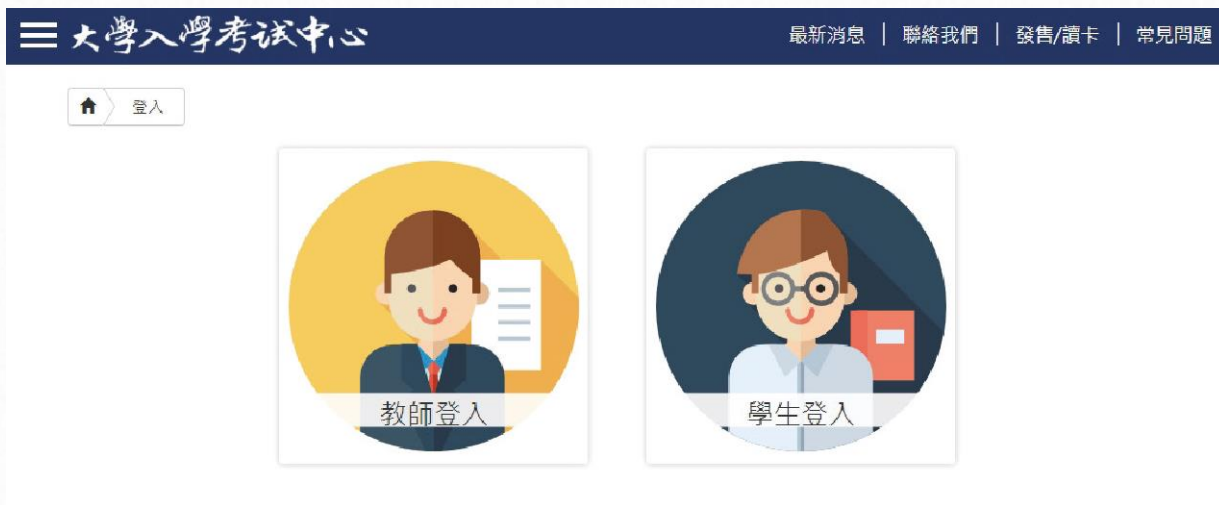 大學入學考試中心
最新消息 | 聯絡我們 | 發售/讀卡 | 常見問題
登入
教師登入
學生登入